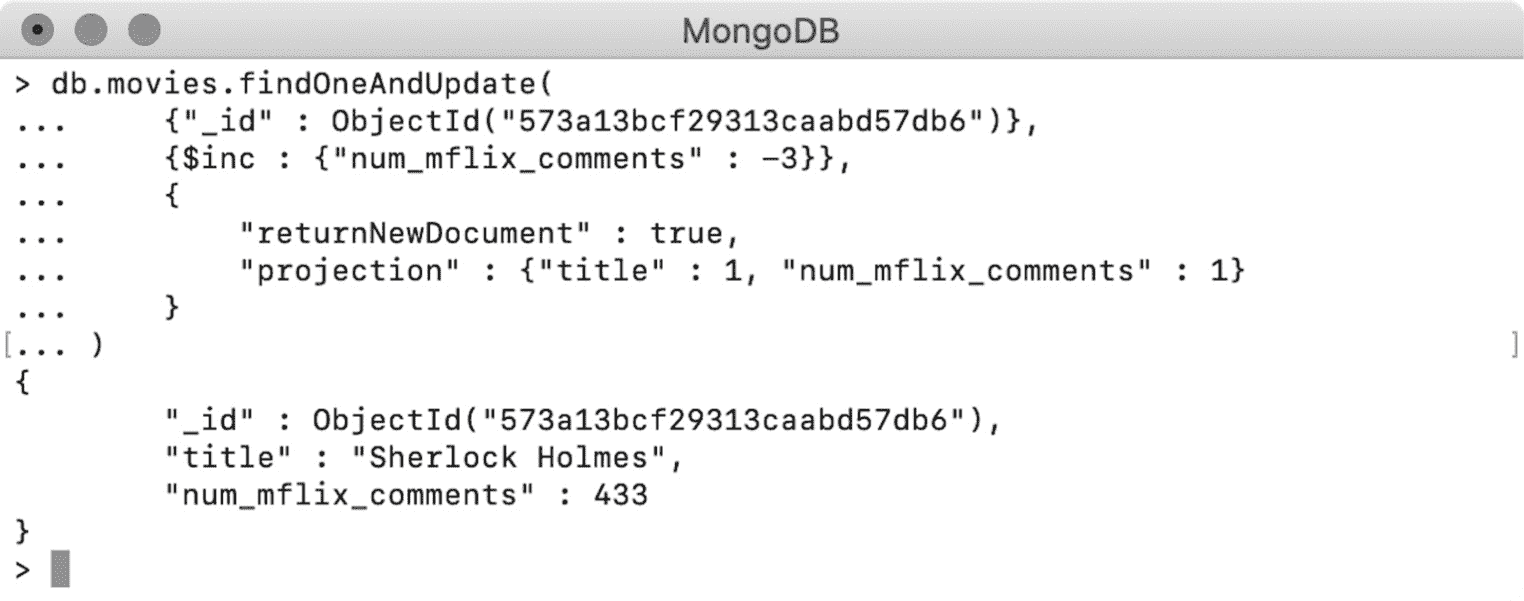 MongoDB
> db.movies.findOneAndUpdate(
...     {"_id" : ObjectId("573a13bcf29313caabd57db6")},
...     {$inc : {"num_mflix_comments" : -3}},
...     {
...         "returnNewDocument" : true,
...         "projection" : {"title" : 1, "num_mflix_comments" : 1}
...     }
[... ) ]
{
        "_id" : ObjectId("573a13bcf29313caabd57db6"),
        "title" : "Sherlock Holmes",
        "num_mflix_comments" : 433
}
>